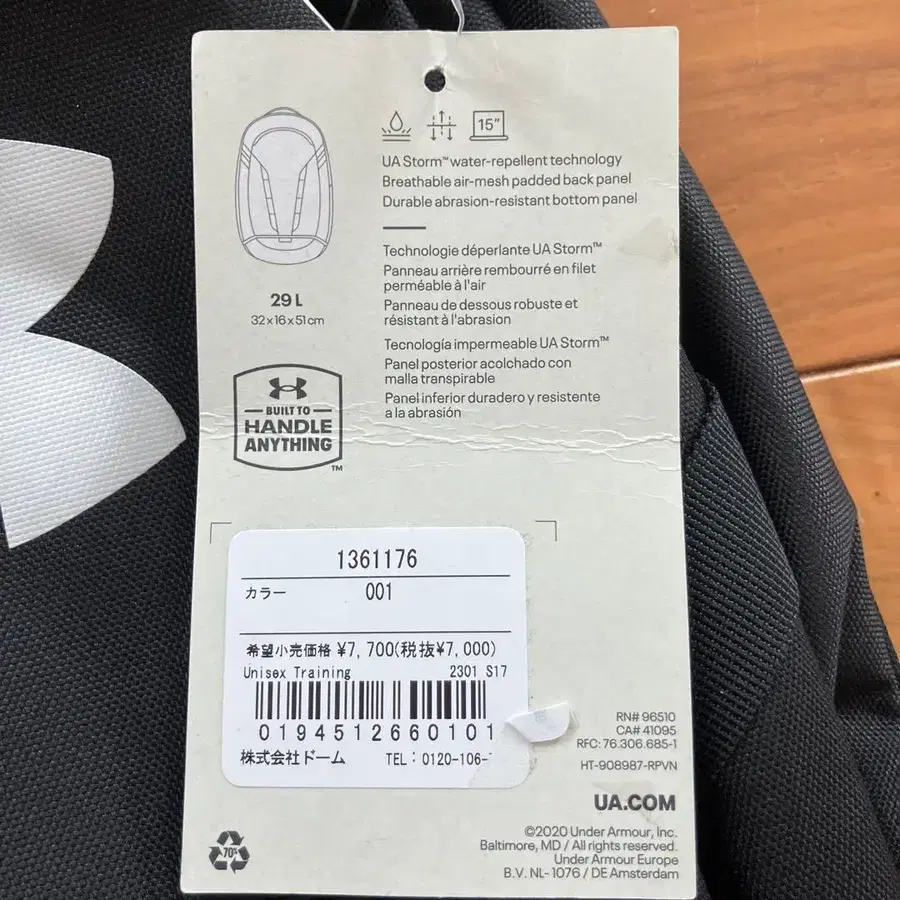 15"
UA Storm™ water-repellent technology
Breathable air-mesh padded back panel
Durable abrasion-resistant bottom panel
Technologie déperlante UA Storm™
Panneau arrière rembourré en filet
perméable à l'air
Panneau de dessous robuste et
résistant à l'abrasion
Tecnología impermeable UA Storm™
Panel posterior acolchado con
malla transpirable
Panel inferior duradero y resistente
a la abrasión
29 L
32 x 16 x 51 cm
BUILT TO
HANDLE
ANYTHING™
1361176
カラー 001
希望小売価格 ¥7,700(税抜¥7,000)
Unisex Training 2301 S17
0194512660101
株式会社ドーム TEL：0120-106-
RN# 96510
CA# 41095
RFC: 76.306.685-1
HT-908987-RPVN
UA.COM
©2020 Under Armour, Inc.
Baltimore, MD / All rights reserved.
Under Armour Europe
B.V. NL- 1076 / DE Amsterdam
70%